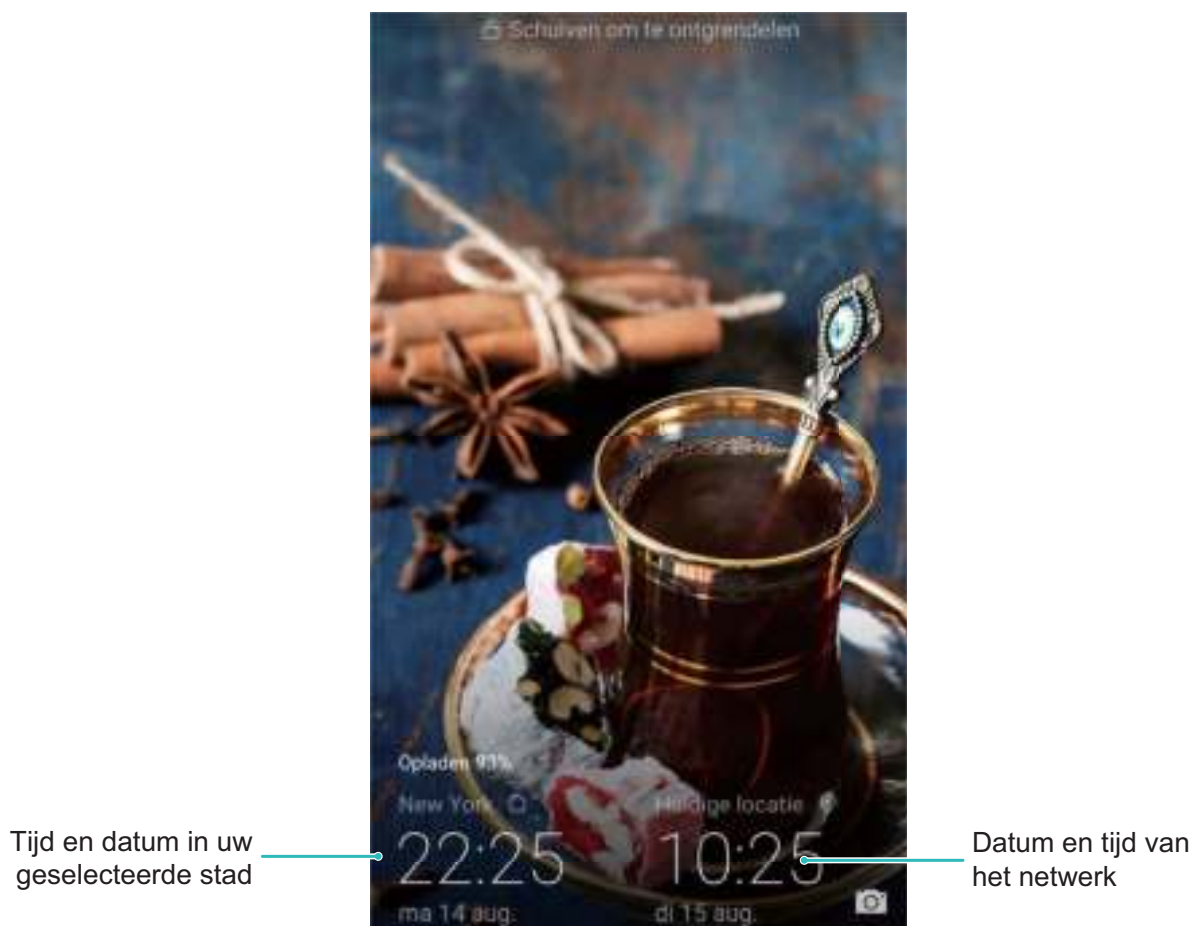 Schuiven om te ontgrendelen
Opladen 93%
New York
Huidige locatie
22:25
10:25
ma 14 aug.
di 15 aug.
Tijd en datum in uw
geselecteerde stad
Datum en tijd van
het netwerk